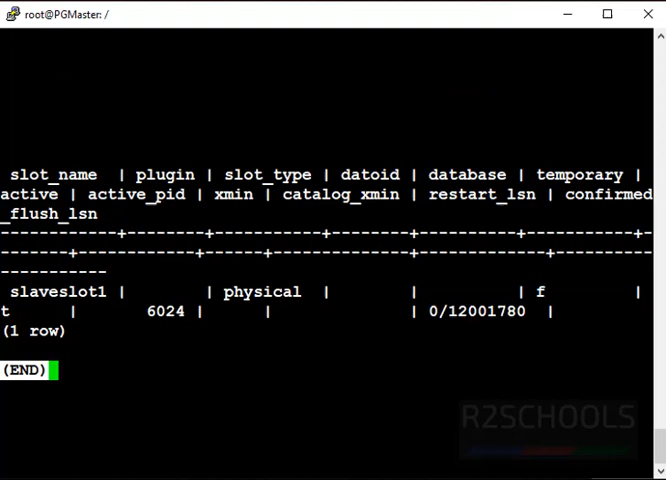 root@PGMaster: /
slot_name | plugin | slot_type | datoid | database | temporary |
active | active_pid | xmin | catalog_xmin | restart_lsn | confirmed
_flush_lsn
------------+--------+-----------+--------+----------+-----------+-
-------+------------+------+--------------+-------------+----------
-----------
slaveslot1 | | physical | | | f |
t | 6024 | | | 0/12001780 |
(1 row)
(END)
R2SCHOOLS